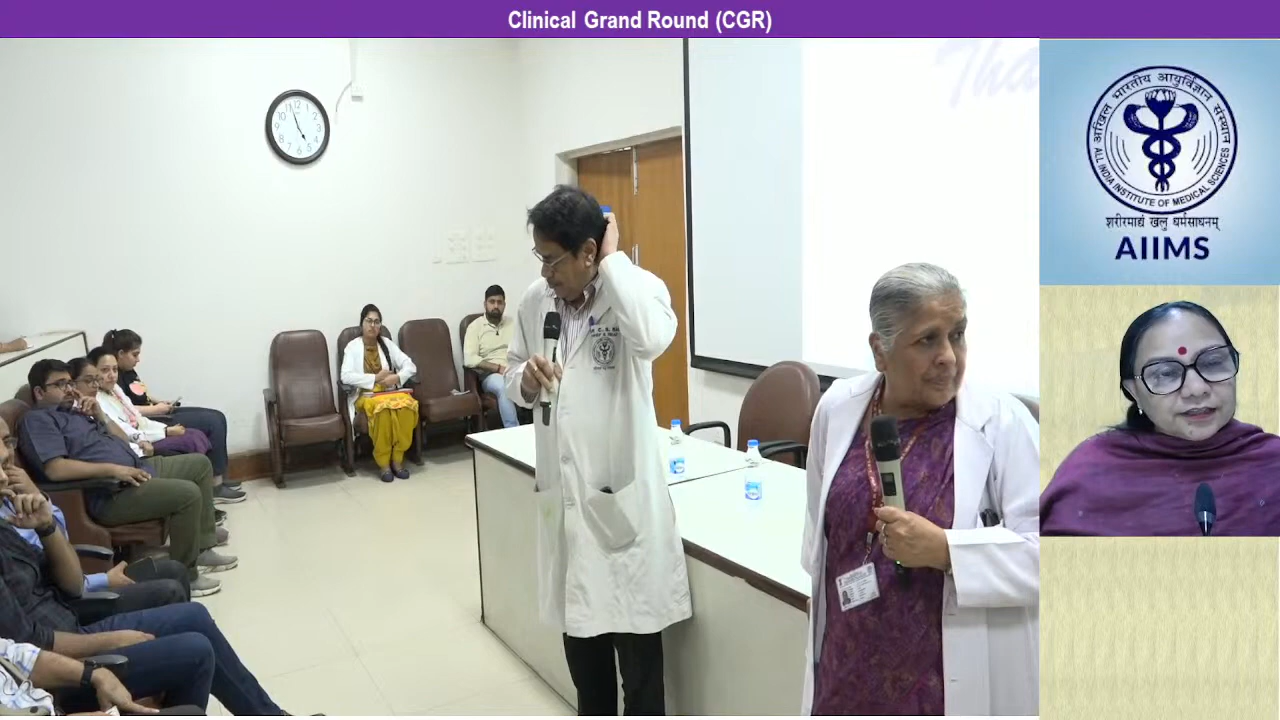 Clinical Grand Round (CGR)
Tha
अखिल भारतीय आयुर्विज्ञान संस्थान
ALL INDIA INSTITUTE OF MEDICAL SCIENCES
शरीरमाद्यं खलु धर्मसाधनम्
AIIMS